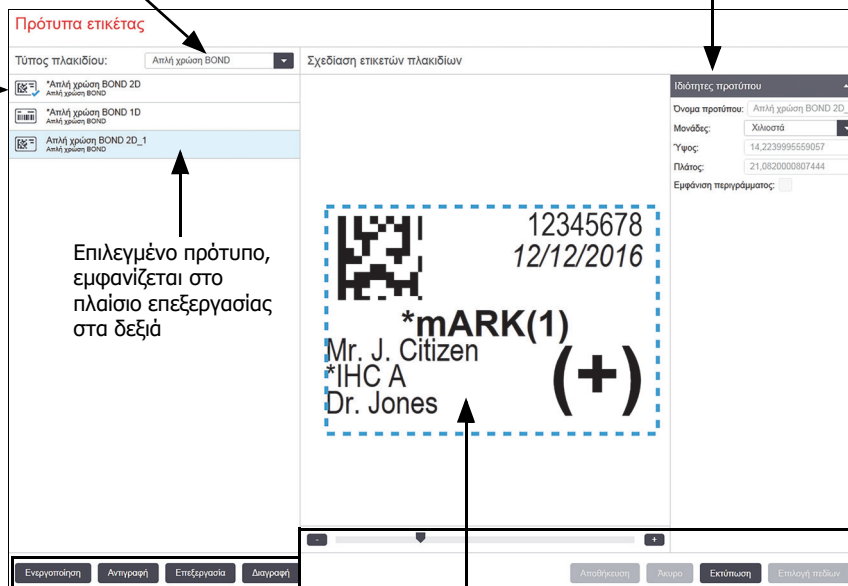 Πρότυπα ετικέτας
Τύπος πλακιδίου: Απλή χρώση BOND
*Απλή χρώση BOND 2D
Απλή χρώση BOND
*Απλή χρώση BOND 1D
Απλή χρώση BOND
Απλή χρώση BOND 2D_1
Απλή χρώση BOND
Επιλεγμένο πρότυπο,
εμφανίζεται στο
πλαίσιο επεξεργασίας
στα δεξιά
Σχεδίαση ετικετών πλακιδίων
12345678
12/12/2016
*mARK(1)
Mr. J. Citizen
*IHC A
Dr. Jones
(+)
Ιδιότητες προτύπου
Όνομα προτύπου: Απλή χρώση BOND 2D_
Μονάδες: Χιλιοστά
Ύψος: 14,2239995559057
Πλάτος: 21,0820000807444
Εμφάνιση περιγράμματος:
- +
Ενεργοποίηση Αντιγραφή Επεξεργασία Διαγραφή
Αποθήκευση Άκυρο Εκτύπωση Επιλογή πεδίων